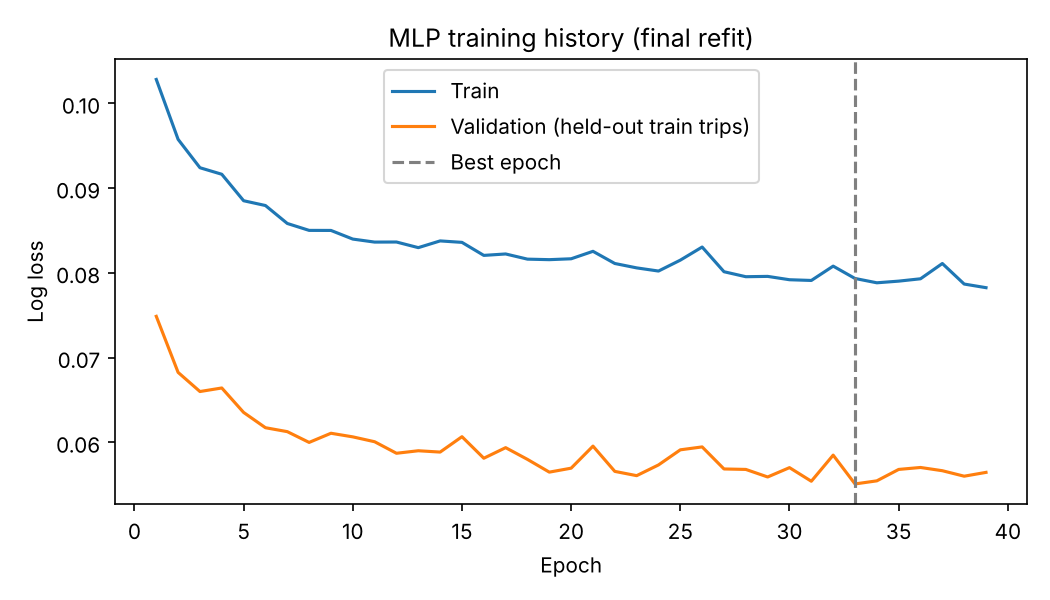 MLP training history (final refit)
Train
Validation (held-out train trips)
Best epoch
Log loss
0.10
0.09
0.08
0.07
0.06
0
5
10
15
20
25
30
35
40
Epoch